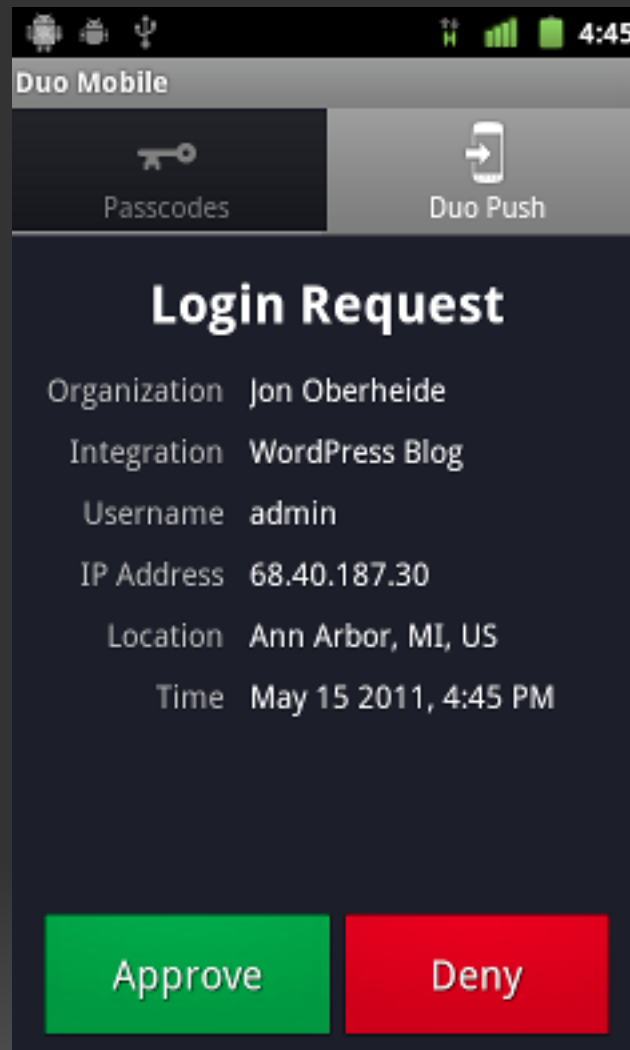 4:45
Duo Mobile
Passcodes Duo Push
Login Request
Organization Jon Oberheide
Integration WordPress Blog
Username admin
IP Address 68.40.187.30
Location Ann Arbor, MI, US
Time May 15 2011, 4:45 PM
Approve Deny